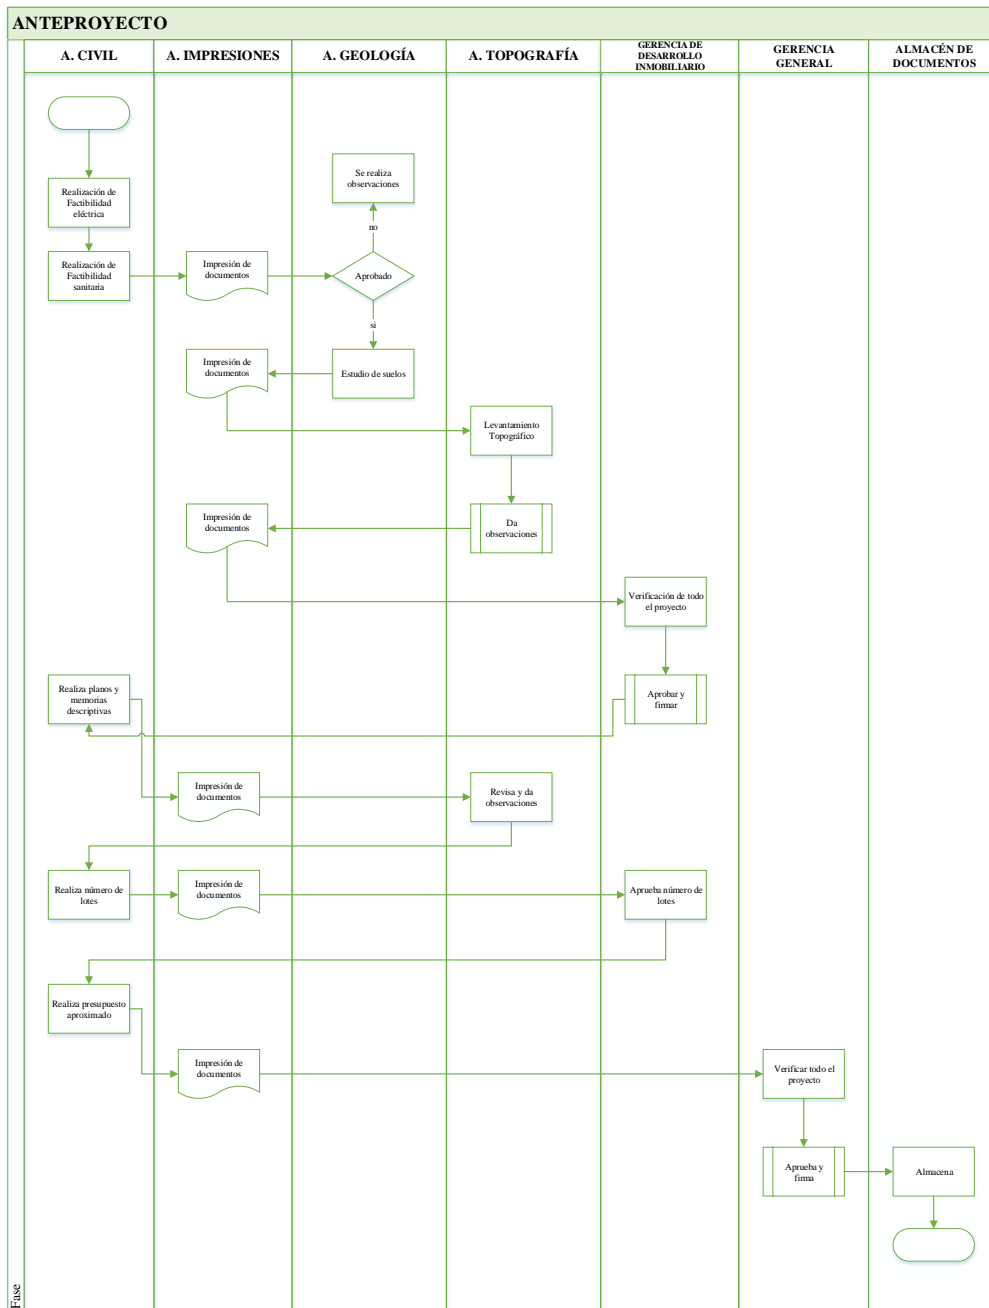 ANTEPROYECTO
A. CIVIL
A. IMPRESIONES
A. GEOLOGÍA
A. TOPOGRAFÍA
GERENCIA DE
DESARROLLO
INMOBILIARIO
GERENCIA
GENERAL
ALMACÉN DE
DOCUMENTOS
Se realiza
observaciones
no
Realización de
Factibilidad
eléctrica
Realización de
Factibilidad
sanitaria
Impresión de
documentos
Aprobado
si
Impresión de
documentos
Estudio de suelos
Levantamiento
Topográfico
Impresión de
documentos
Da
observaciones
Verificación de todo
el proyecto
Realiza planos y
memorias
descriptivas
Aprobar y
firmar
Impresión de
documentos
Revisa y da
observaciones
Realiza número de
lotes
Impresión de
documentos
Aprueba número de
lotes
Realiza presupuesto
aproximado
Impresión de
documentos
Verificar todo el
proyecto
Aprueba y
firma
Almacena
Fase